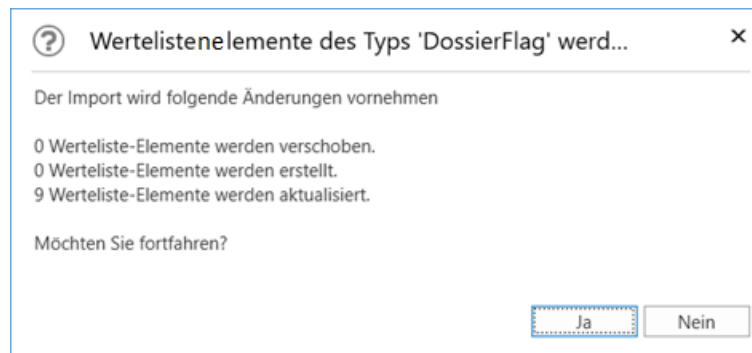 Wertelistenelemente des Typs 'DossierFlag' werd...
Der Import wird folgende Änderungen vornehmen
0 Werteliste-Elemente werden verschoben.
0 Werteliste-Elemente werden erstellt.
9 Werteliste-Elemente werden aktualisiert.
Möchten Sie fortfahren?
Ja Nein